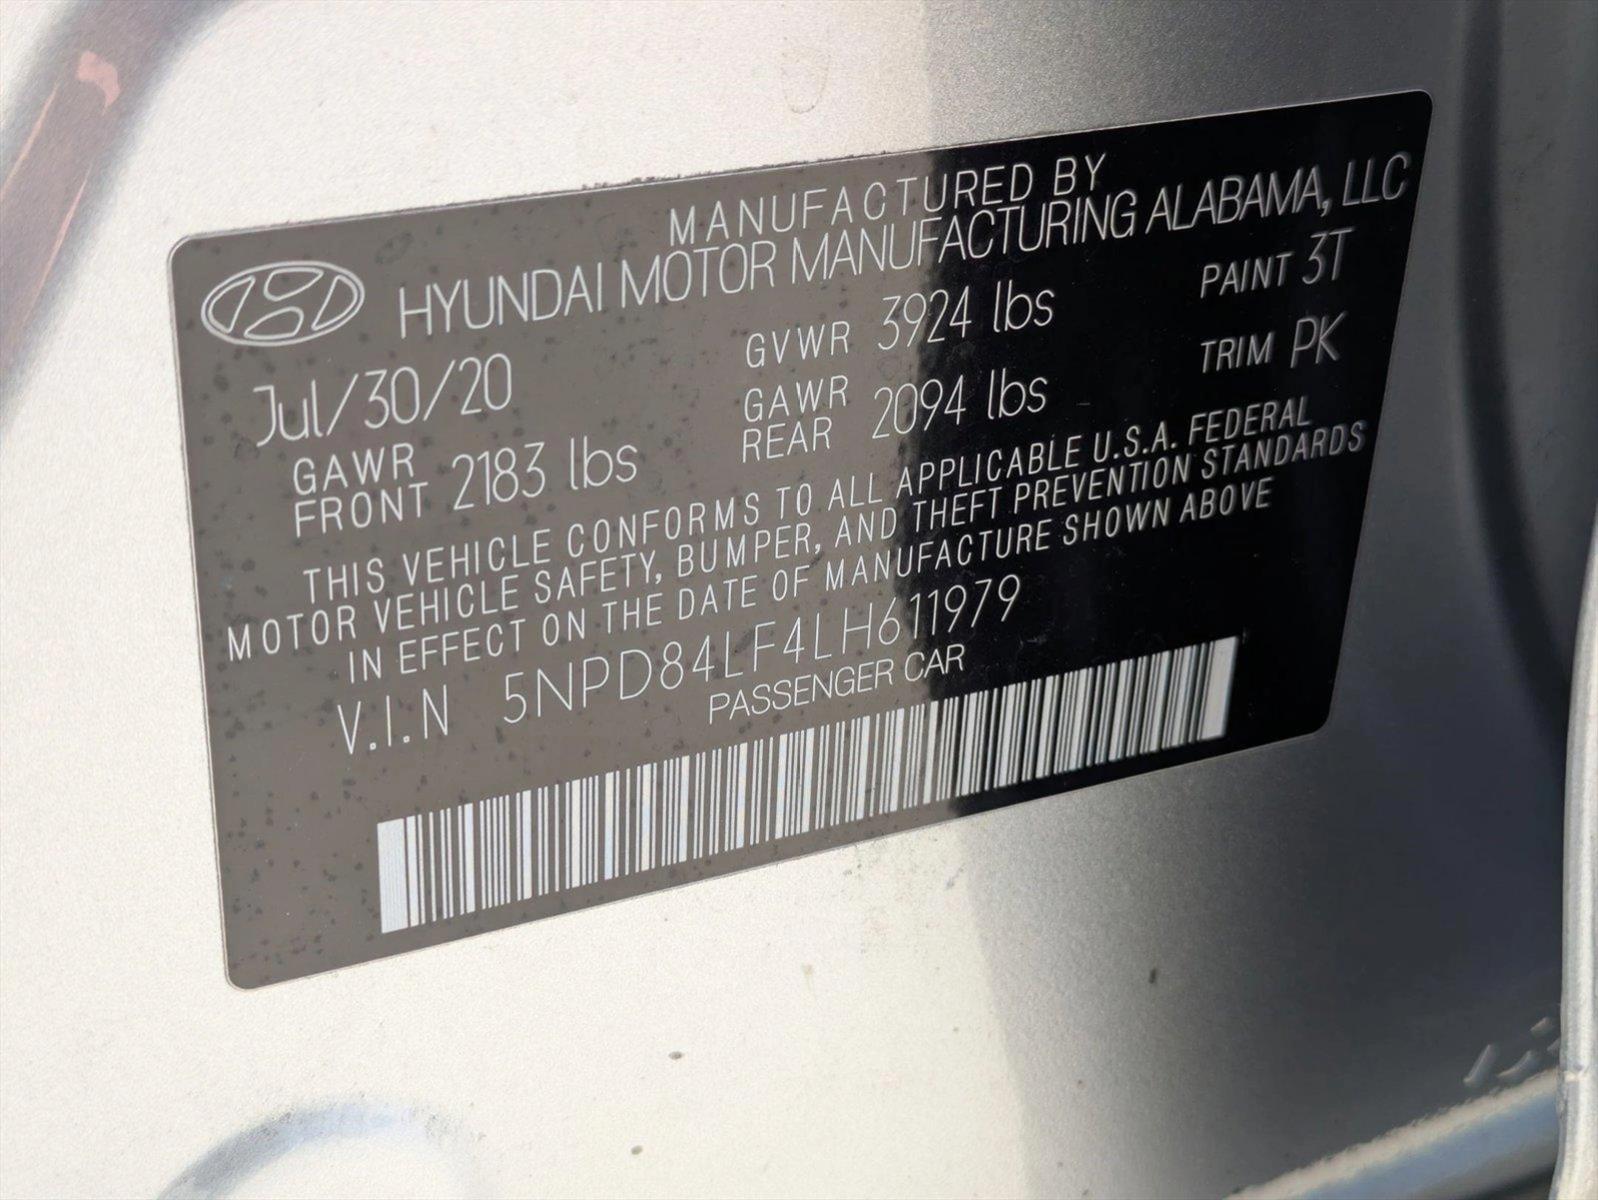 MANUFACTURED BY
HYUNDAI MOTOR MANUFACTURING ALABAMA, LLC
Jul/30/20 GVWR 3924 lbs PAINT 3T
GAWR FRONT 2183 lbs GAWR REAR 2094 lbs TRIM PK
THIS VEHICLE CONFORMS TO ALL APPLICABLE U.S.A. FEDERAL
MOTOR VEHICLE SAFETY, BUMPER, AND THEFT PREVENTION STANDARDS
IN EFFECT ON THE DATE OF MANUFACTURE SHOWN ABOVE
V.I.N 5NPD84LF4LH611979
PASSENGER CAR